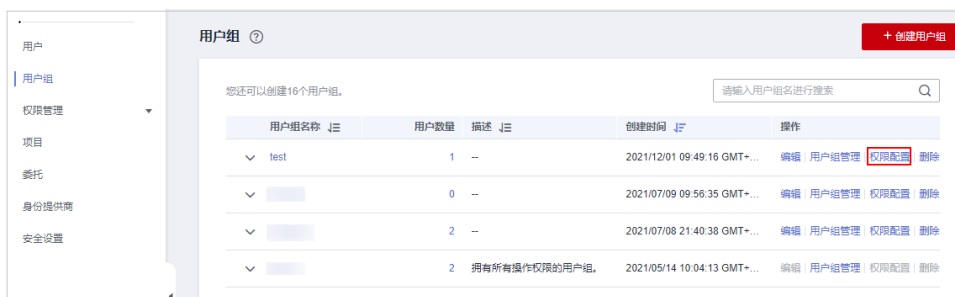 用户
用户组
权限管理
项目
委托
身份提供商
安全设置
用户组 ?
+ 创建用户组
您还可以创建16个用户组。
请输入用户组名进行搜索
用户组名称 用户数量 描述 创建时间 操作
test 1 -- 2021/12/01 09:49:16 GMT+... 编辑 用户组管理 权限配置 删除
0 -- 2021/07/09 09:56:35 GMT+... 编辑 用户组管理 权限配置 删除
2 -- 2021/07/08 21:40:38 GMT+... 编辑 用户组管理 权限配置 删除
2 拥有所有操作权限的用户组。 2021/05/14 10:04:13 GMT+... 编辑 用户组管理 权限配置 删除